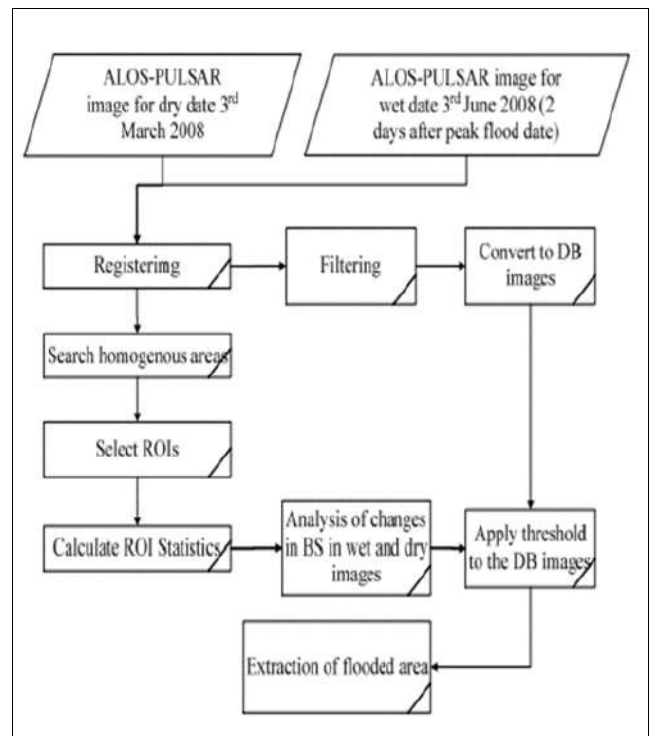 ALOS-PULSAR
image for dry date 3rd
March 2008
ALOS-PULSAR image for
wet date 3rd June 2008 (2
days after peak flood date)
Registerimg
Filtering
Convert to DB
images
Search homogenous areas
Select ROIs
Calculate ROI Statistics
Analysis of changes
in BS in wet and dry
images
Apply threshold
to the DB images
Extraction of flooded area